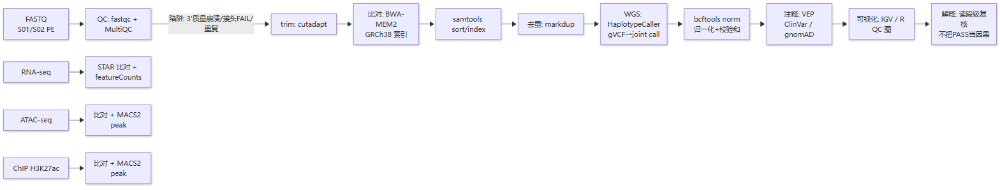 FASTQ
S01/S02 PE
QC: fastqc +
MultiQC
陷阱: 3'质量崩溃/接头FAIL/
重复
trim: cutadapt
比对: BWA-
MEM2
GRCh38 索引
samtools
sort/index
去重: markdup
WGS:
HaplotypeCaller
gVCF→joint call
bcftools norm
归一化+校验和
注释: VEP
ClinVar /
gnomAD
可视化: IGV / R
QC 图
解释: 读段级复
核
不把PASS当因果
RNA-seq
STAR 比对 +
featureCounts
ATAC-seq
比对 + MACS2
peak
ChIP H3K27ac
比对 + MACS2
peak